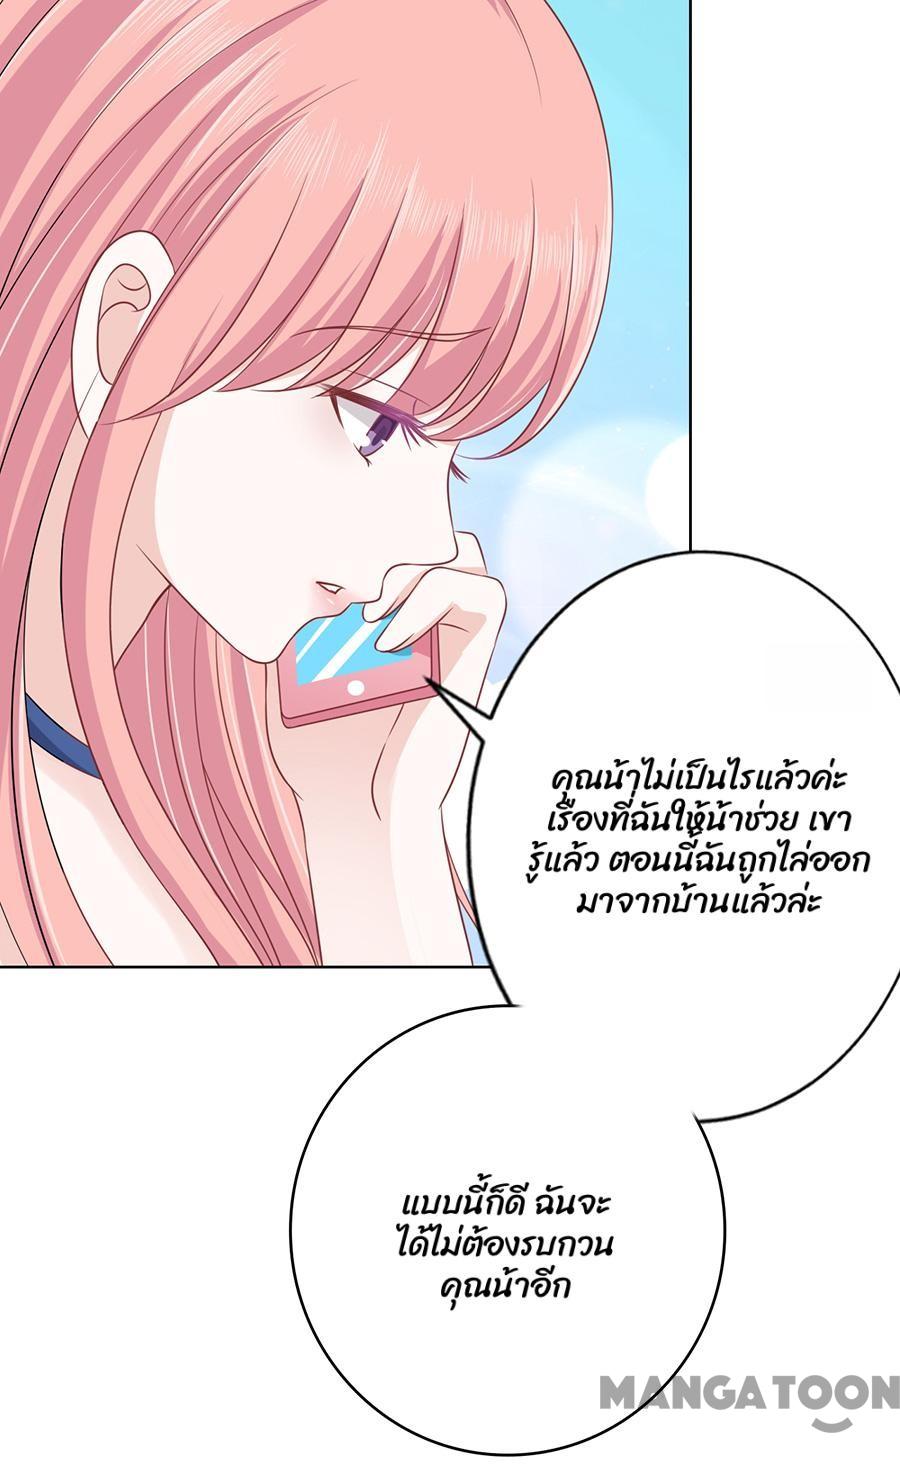 คุณน้าไม่เป็นไรแล้วค่ะ
เรื่องที่ฉันให้น้าช่วย เขา
รู้แล้ว ตอนนี้ฉันถูกไล่ออก
มาจากบ้านแล้วล่ะ
แบบนี้ก็ดี ฉันจะ
ได้ไม่ต้องรบกวน
คุณน้าอีก
MANGATOON